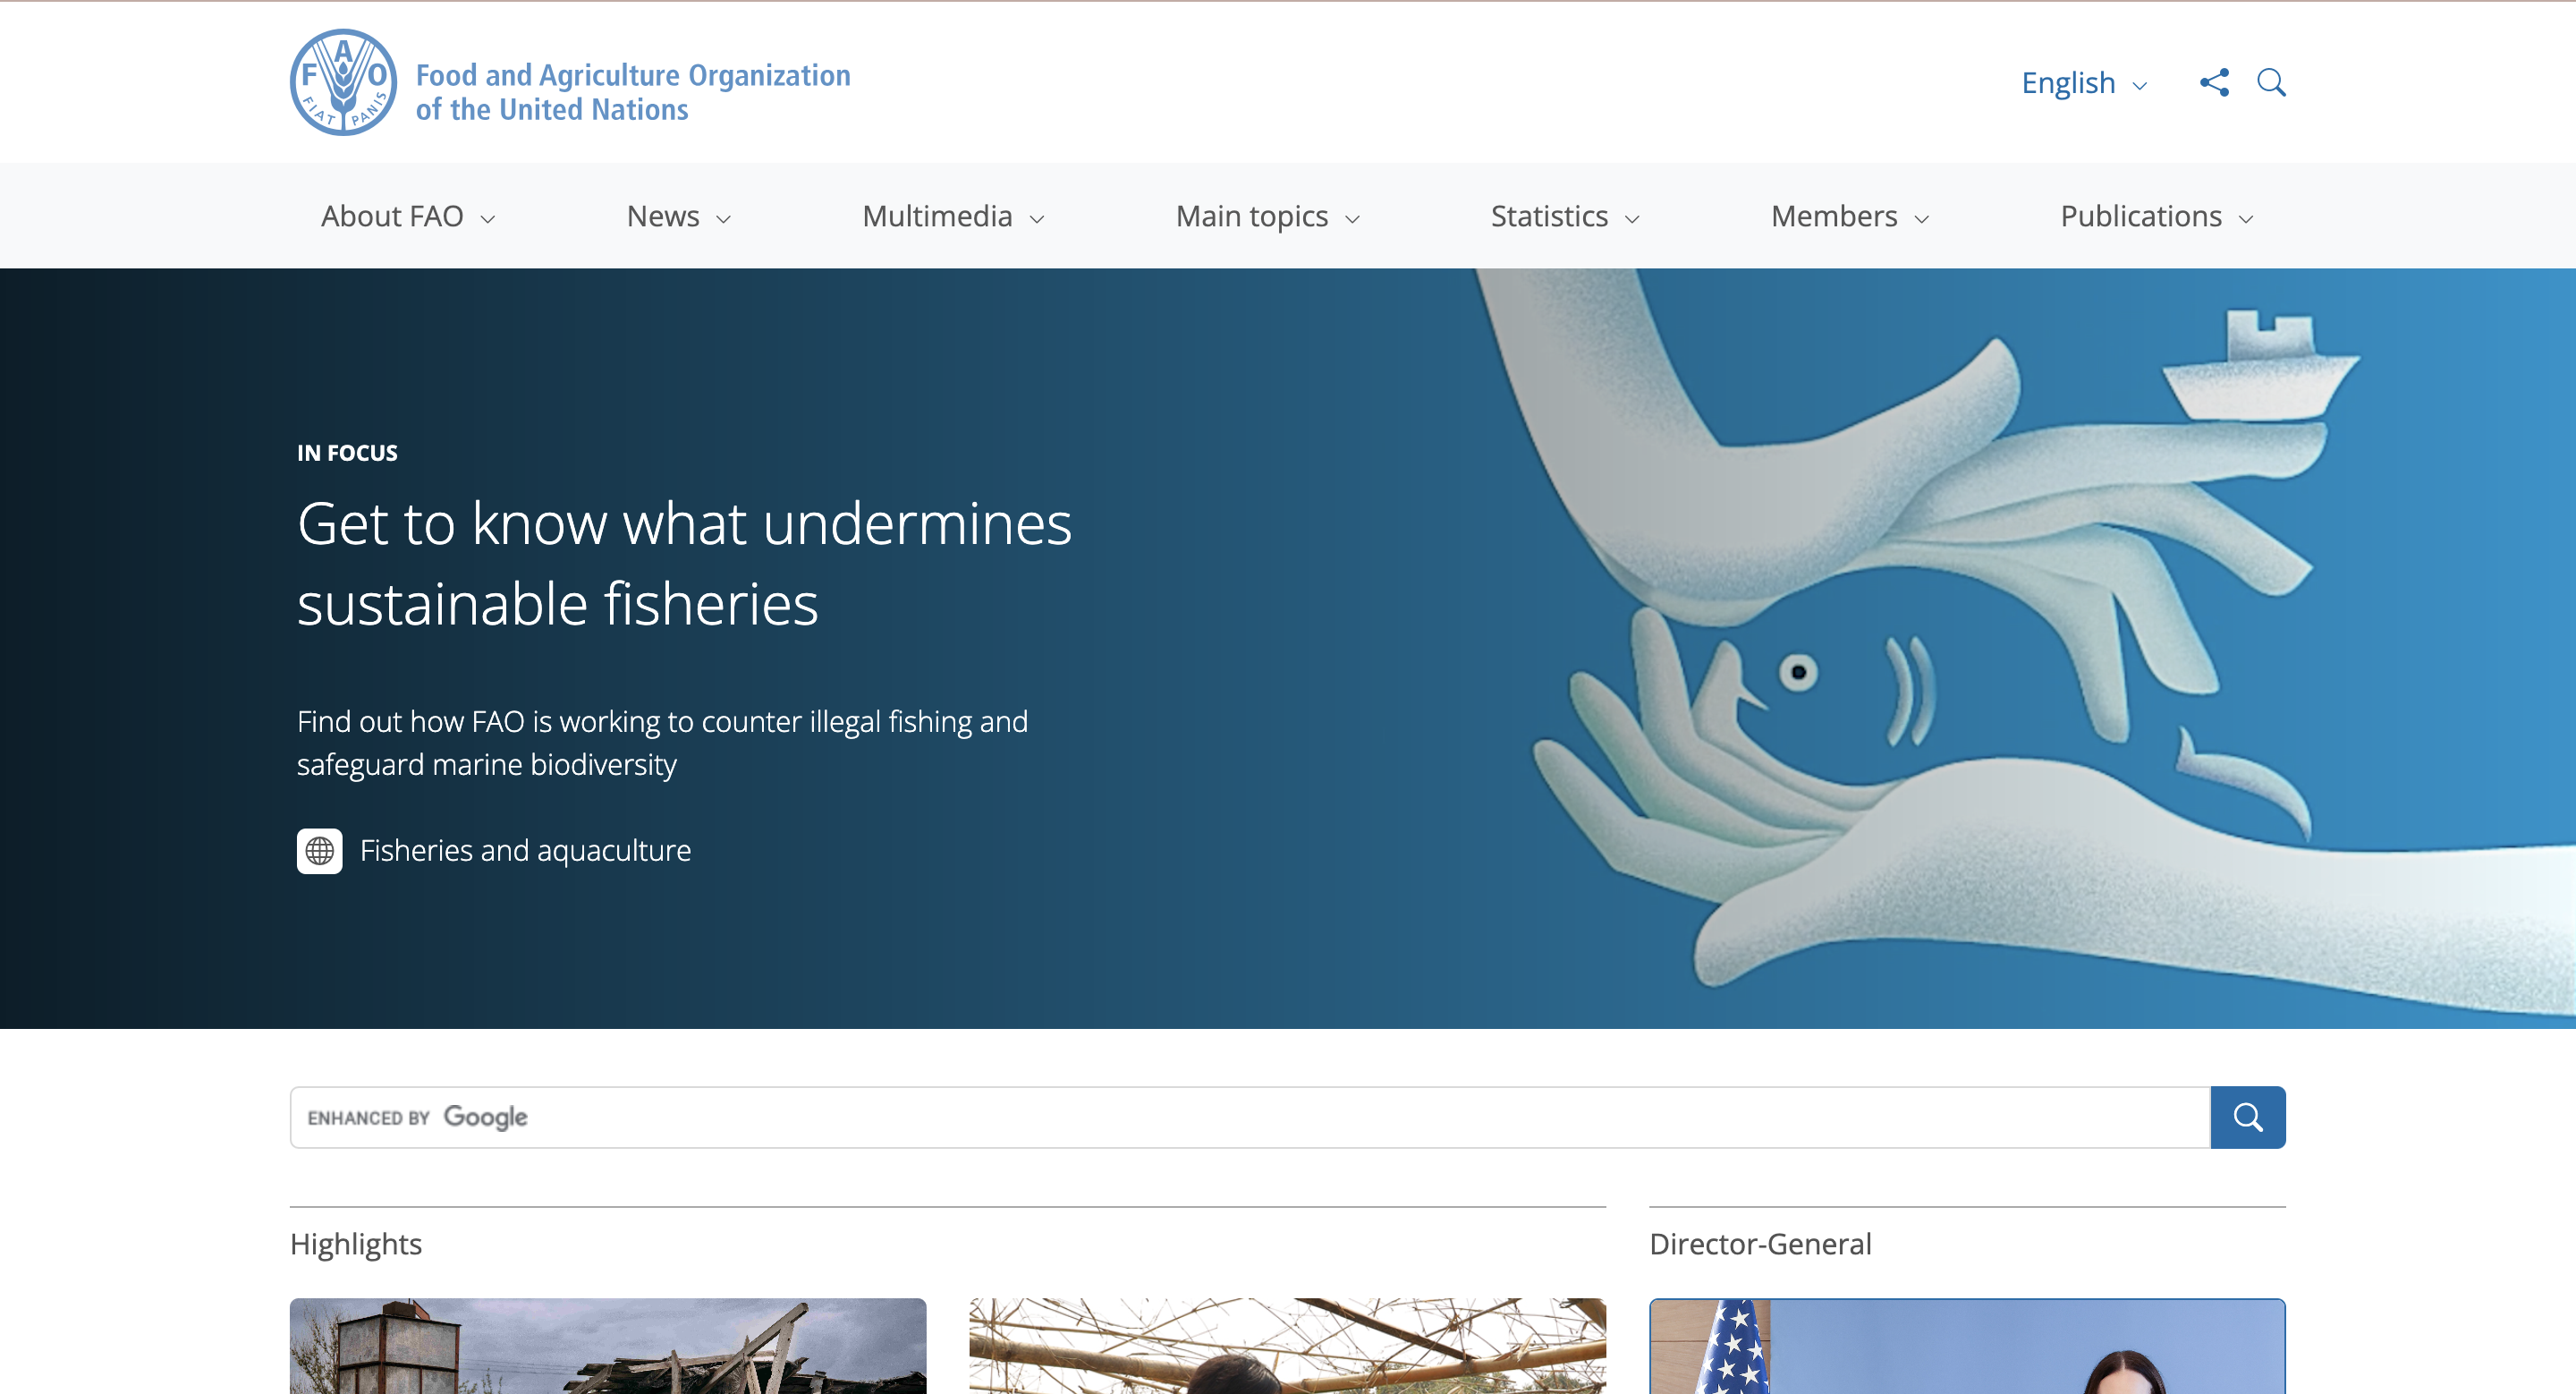 F A O
FIAT PANIS
Food and Agriculture Organization
of the United Nations
English
About FAO
News
Multimedia
Main topics
Statistics
Members
Publications
IN FOCUS
Get to know what undermines
sustainable fisheries
Find out how FAO is working to counter illegal fishing and
safeguard marine biodiversity
Fisheries and aquaculture
ENHANCED BY Google
Highlights
Director-General